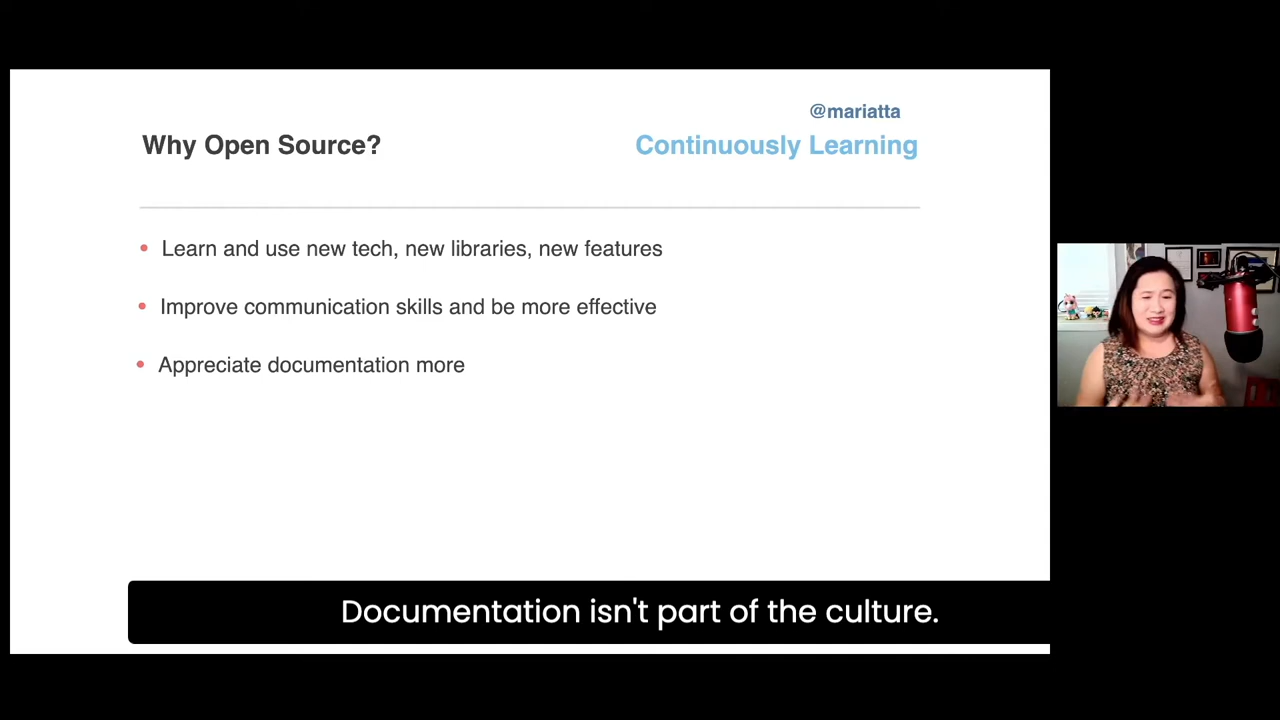 @mariatta
Why Open Source?
Continuously Learning
Learn and use new tech, new libraries, new features
Improve communication skills and be more effective
Appreciate documentation more
Documentation isn't part of the culture.